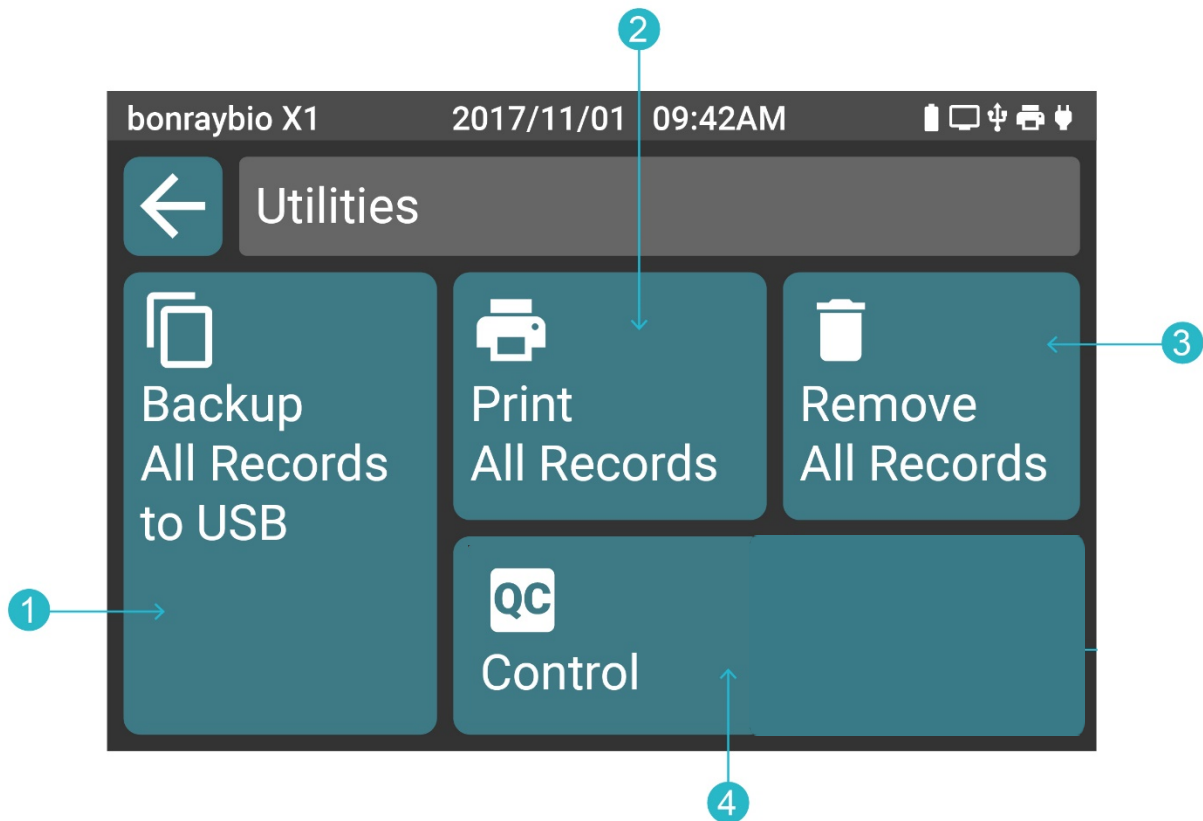 2
bonraybio X1 2017/11/01 09:42AM
Utilities
Backup
All Records
to USB
Print
All Records
Remove
All Records
3
1
QC
Control
4